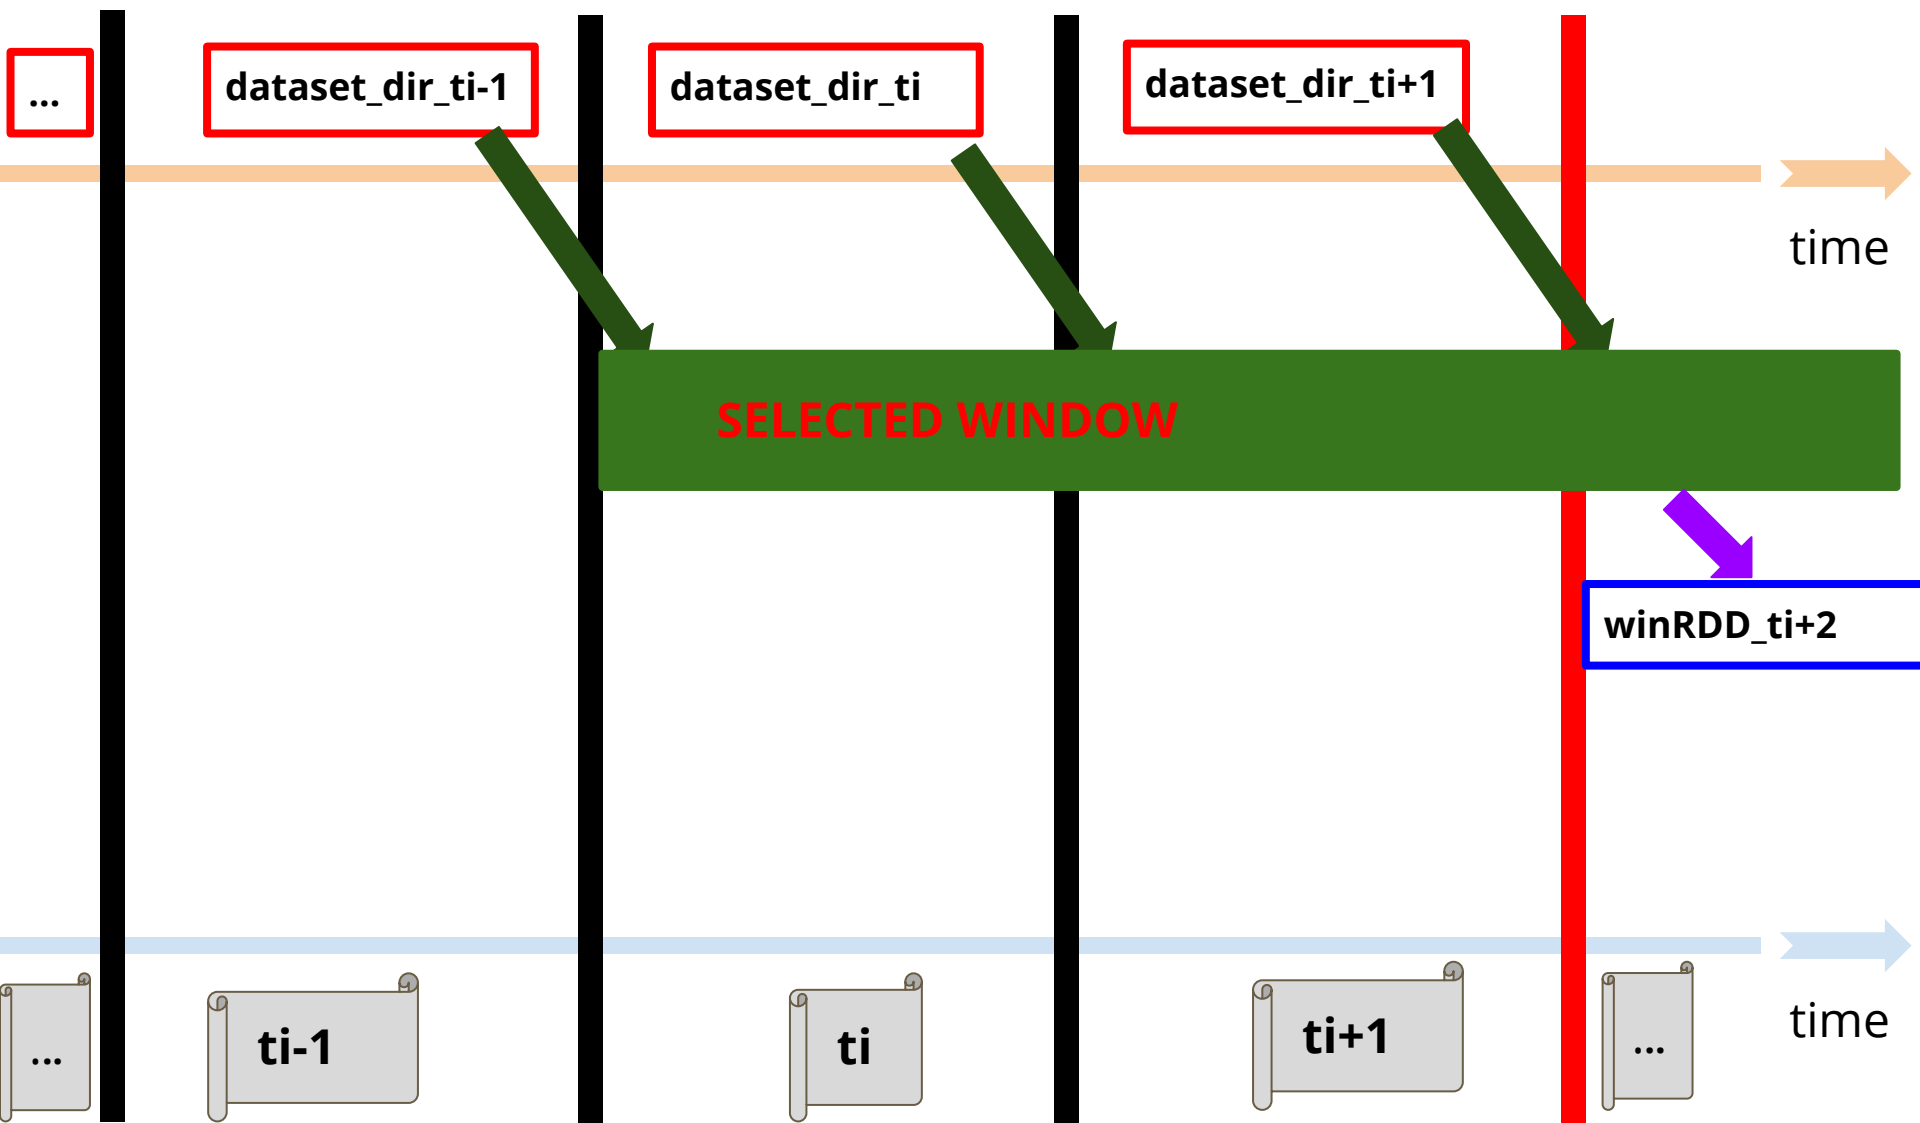 ...
dataset_dir_ti-1
dataset_dir_ti
dataset_dir_ti+1
time
SELECTED WINDOW
winRDD_ti+2
...
ti-1
ti
ti+1
...
time